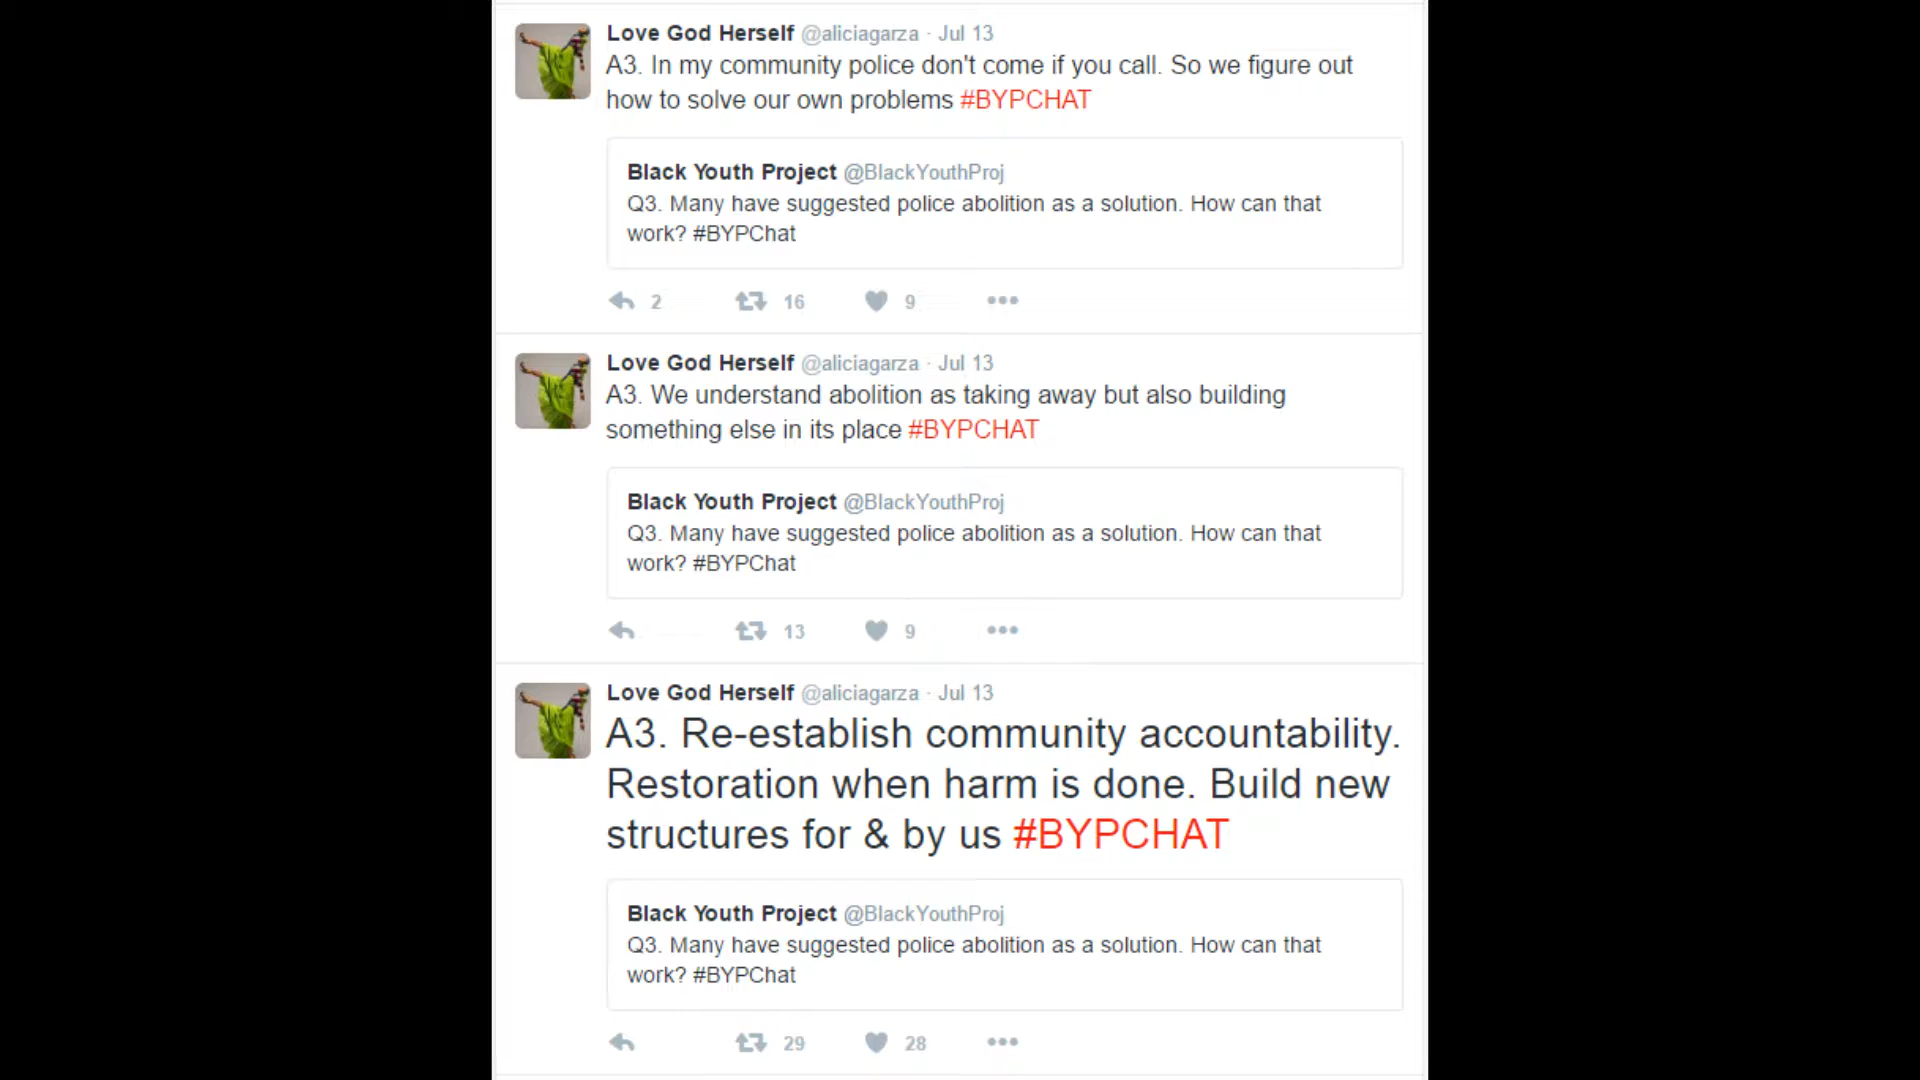 Love God Herself @aliciagarza · Jul 13
A3. In my community police don't come if you call. So we figure out
how to solve our own problems #BYPCHAT
Black Youth Project @BlackYouthProj
Q3. Many have suggested police abolition as a solution. How can that
work? #BYPChat
2 16 9
Love God Herself @aliciagarza · Jul 13
A3. We understand abolition as taking away but also building
something else in its place #BYPCHAT
Black Youth Project @BlackYouthProj
Q3. Many have suggested police abolition as a solution. How can that
work? #BYPChat
13 9
Love God Herself @aliciagarza · Jul 13
A3. Re-establish community accountability.
Restoration when harm is done. Build new
structures for & by us #BYPCHAT
Black Youth Project @BlackYouthProj
Q3. Many have suggested police abolition as a solution. How can that
work? #BYPChat
29 28